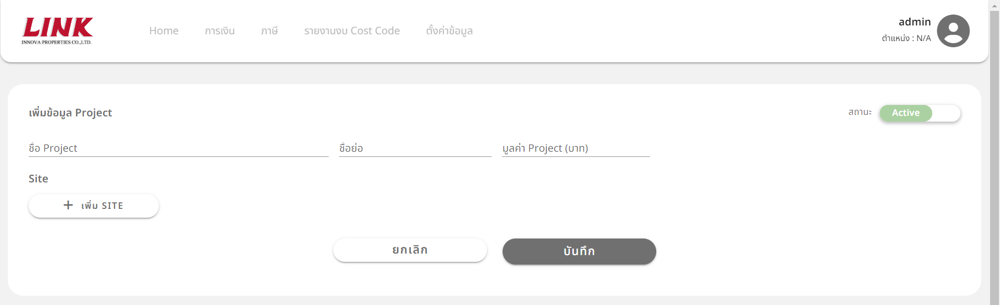 LINK
INNOVA PROPERTIES CO.,LTD.
Home การเงิน ภาษี รายงานงบ Cost Code ตั้งค่าข้อมูล
admin
ตำแหน่ง : N/A
เพิ่มข้อมูล Project
สถานะ Active
ชื่อ Project ชื่อย่อ มูลค่า Project (บาท)
Site
+ เพิ่ม SITE
ยกเลิก บันทึก